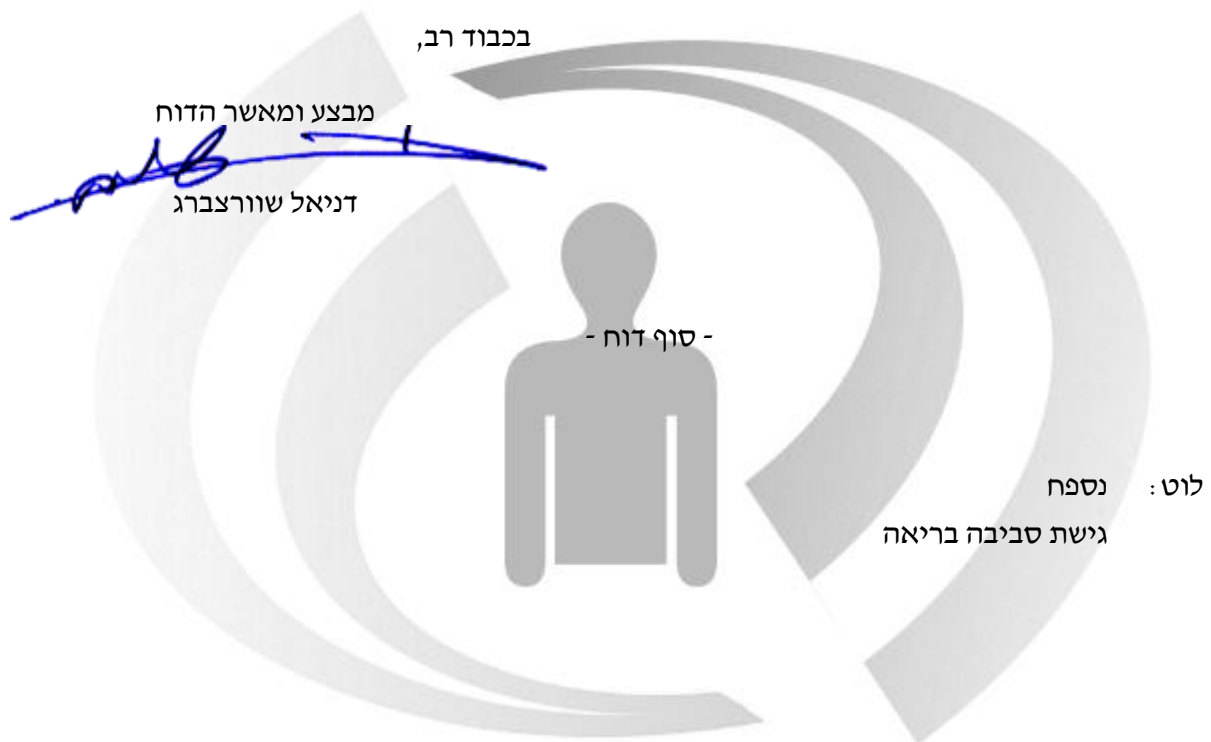 בכבוד רב,
מבצע ומאשר הדוח
דניאל שוורצברג
- סוף דוח -
לוט: נספח
גישת סביבה בריאה